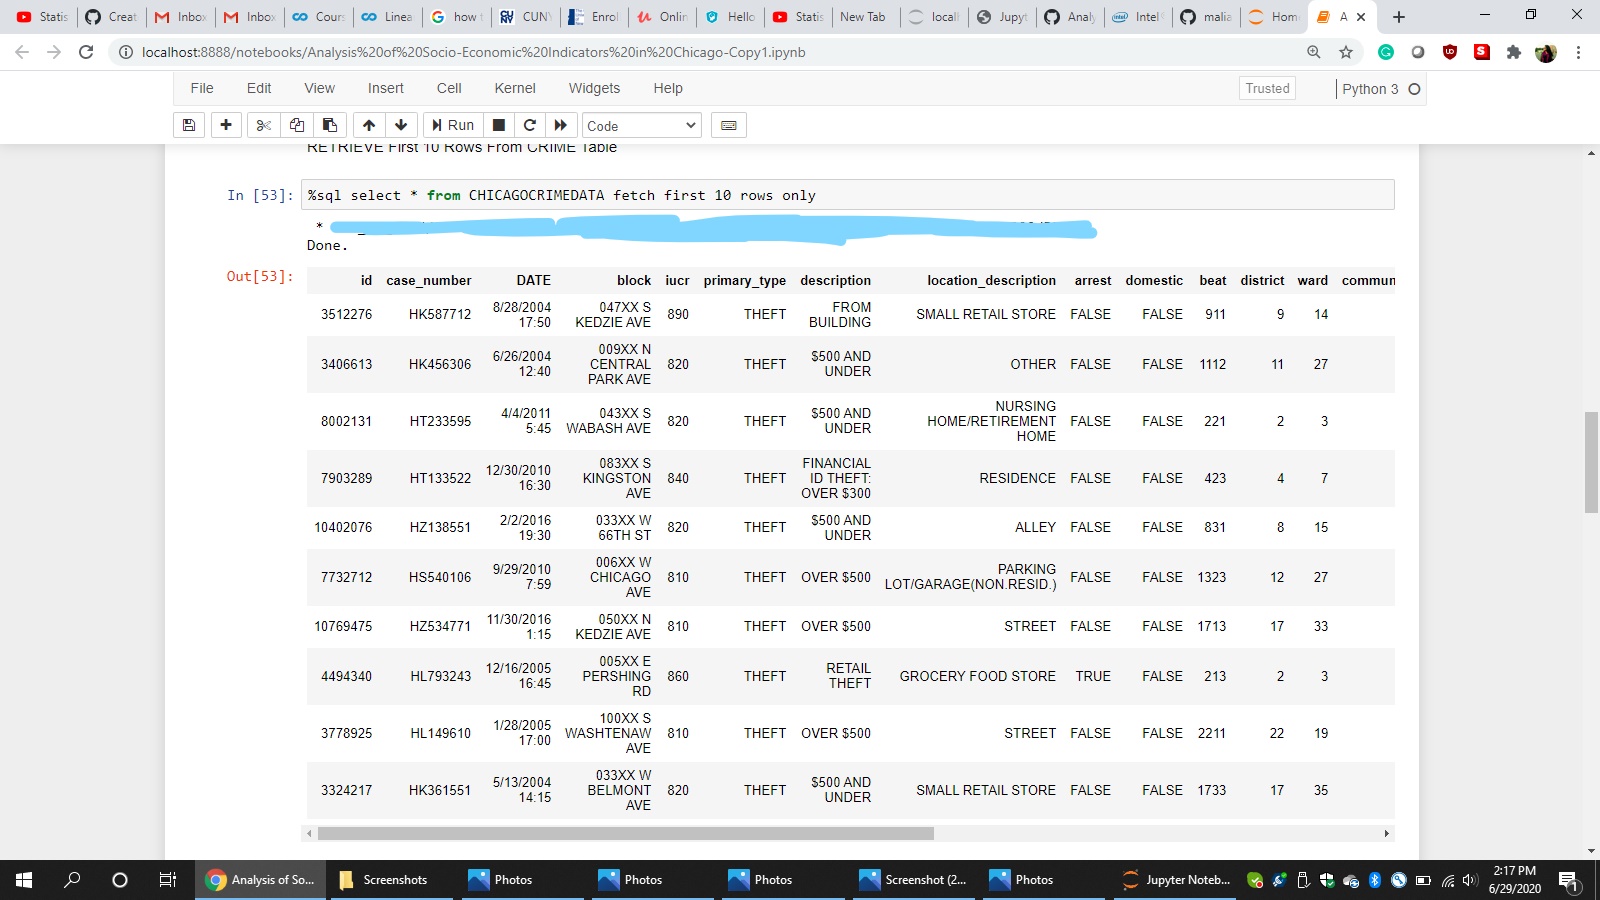 Statis
Creat
Inbox
Inbox
Cours
Linea
how t
CUNY
Enrol
Onlin
Hello
Statis
New Tab
locall
Jupyt
Analy
Intel
malia
Hom
A
localhost:8888/notebooks/Analysis%20of%20Socio-Economic%20Indicators%20in%20Chicago-Copy1.ipynb
File Edit View Insert Cell Kernel Widgets Help Trusted Python 3
Run Code
RETRIEVE First 10 Rows From CRIME Table
In [53]: %sql select * from CHICAGOCRIMEDATA fetch first 10 rows only
*
Done.
Out[53]:
id case_number DATE block iucr primary_type description location_description arrest domestic beat district ward commun
3512276 HK587712 8/28/2004 17:50 047XX S KEDZIE AVE 890 THEFT FROM BUILDING SMALL RETAIL STORE FALSE FALSE 911 9 14
3406613 HK456306 6/26/2004 12:40 009XX N CENTRAL PARK AVE 820 THEFT $500 AND UNDER OTHER FALSE FALSE 1112 11 27
8002131 HT233595 4/4/2011 5:45 043XX S WABASH AVE 820 THEFT $500 AND UNDER NURSING HOME/RETIREMENT HOME FALSE FALSE 221 2 3
7903289 HT133522 12/30/2010 16:30 083XX S KINGSTON AVE 840 THEFT FINANCIAL ID THEFT: OVER $300 RESIDENCE FALSE FALSE 423 4 7
10402076 HZ138551 2/2/2016 19:30 033XX W 66TH ST 820 THEFT $500 AND UNDER ALLEY FALSE FALSE 831 8 15
7732712 HS540106 9/29/2010 7:59 006XX W CHICAGO AVE 810 THEFT OVER $500 PARKING LOT/GARAGE(NON.RESID.) FALSE FALSE 1323 12 27
10769475 HZ534771 11/30/2016 1:15 050XX N KEDZIE AVE 810 THEFT OVER $500 STREET FALSE FALSE 1713 17 33
4494340 HL793243 12/16/2005 16:45 005XX E PERSHING RD 860 THEFT RETAIL THEFT GROCERY FOOD STORE TRUE FALSE 213 2 3
3778925 HL149610 1/28/2005 17:00 100XX S WASHTENAW AVE 810 THEFT OVER $500 STREET FALSE FALSE 2211 22 19
3324217 HK361551 5/13/2004 14:15 033XX W BELMONT AVE 820 THEFT $500 AND UNDER SMALL RETAIL STORE FALSE FALSE 1733 17 35
Analysis of So...
Screenshots
Photos
Photos
Photos
Screenshot (2...
Photos
Jupyter Noteb...
2:17 PM
6/29/2020
1